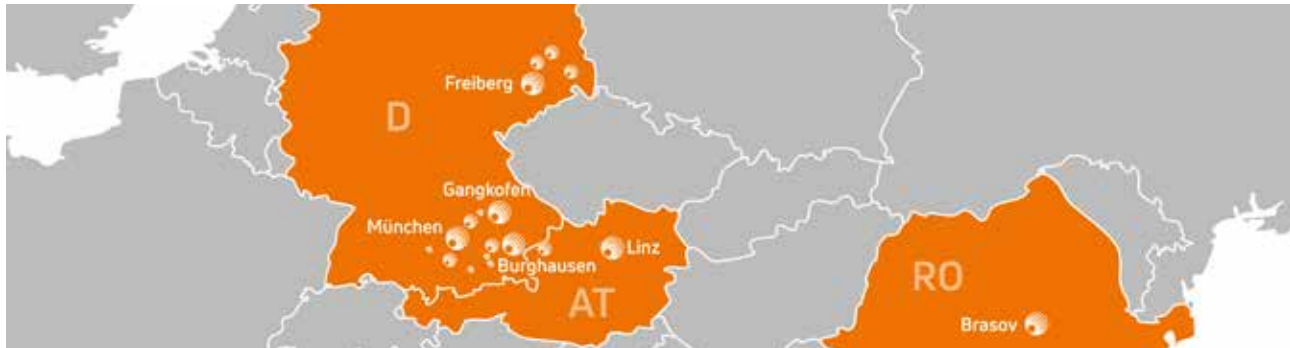 Freiberg
D
Gangkofen
München
Linz
Burghausen
RO
AT
Brasov